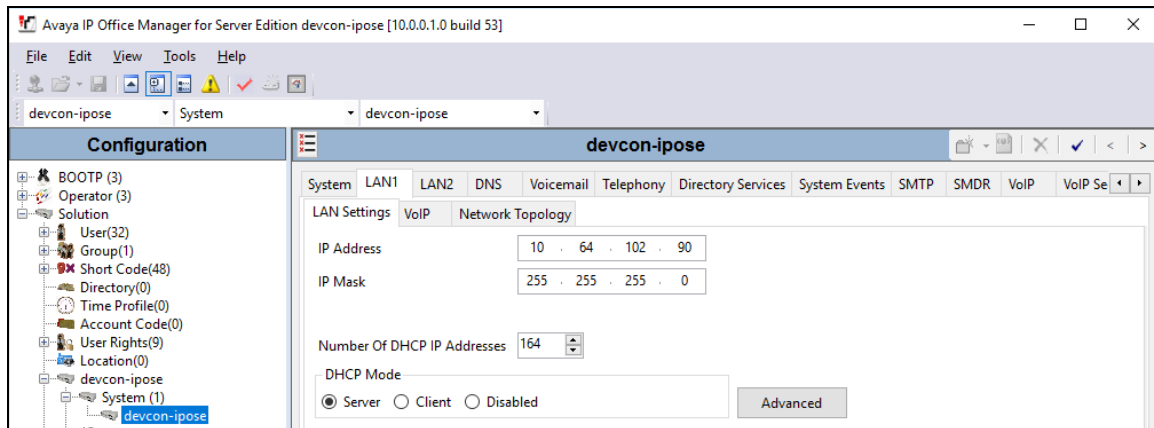 Avaya IP Office Manager for Server Edition devcon-ipose [10.0.0.1.0 build 53]
File Edit View Tools Help
devcon-ipose System devcon-ipose
Configuration
BOOTP (3)
Operator (3)
Solution
User(32)
Group(1)
Short Code(48)
Directory(0)
Time Profile(0)
Account Code(0)
User Rights(9)
Location(0)
devcon-ipose
System (1)
devcon-ipose
devcon-ipose
System LAN1 LAN2 DNS Voicemail Telephony Directory Services System Events SMTP SMDR VoIP VoIP Se
LAN Settings VoIP Network Topology
IP Address 10 . 64 . 102 . 90
IP Mask 255 . 255 . 255 . 0
Number Of DHCP IP Addresses 164
DHCP Mode
Server Client Disabled Advanced